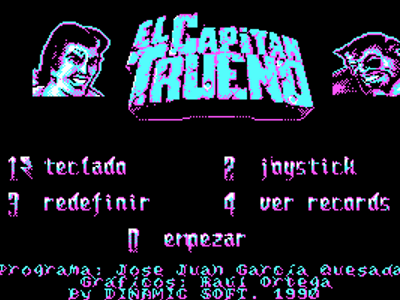 EL CAPITAN
TRUENO
1 teclado 2 joystick
3 redefinir 4 ver records
0 empezar
Programa: Jose Juan Garcia Quesada
Graficos: Raul Ortega
By DINAMIC SOFT. 1990